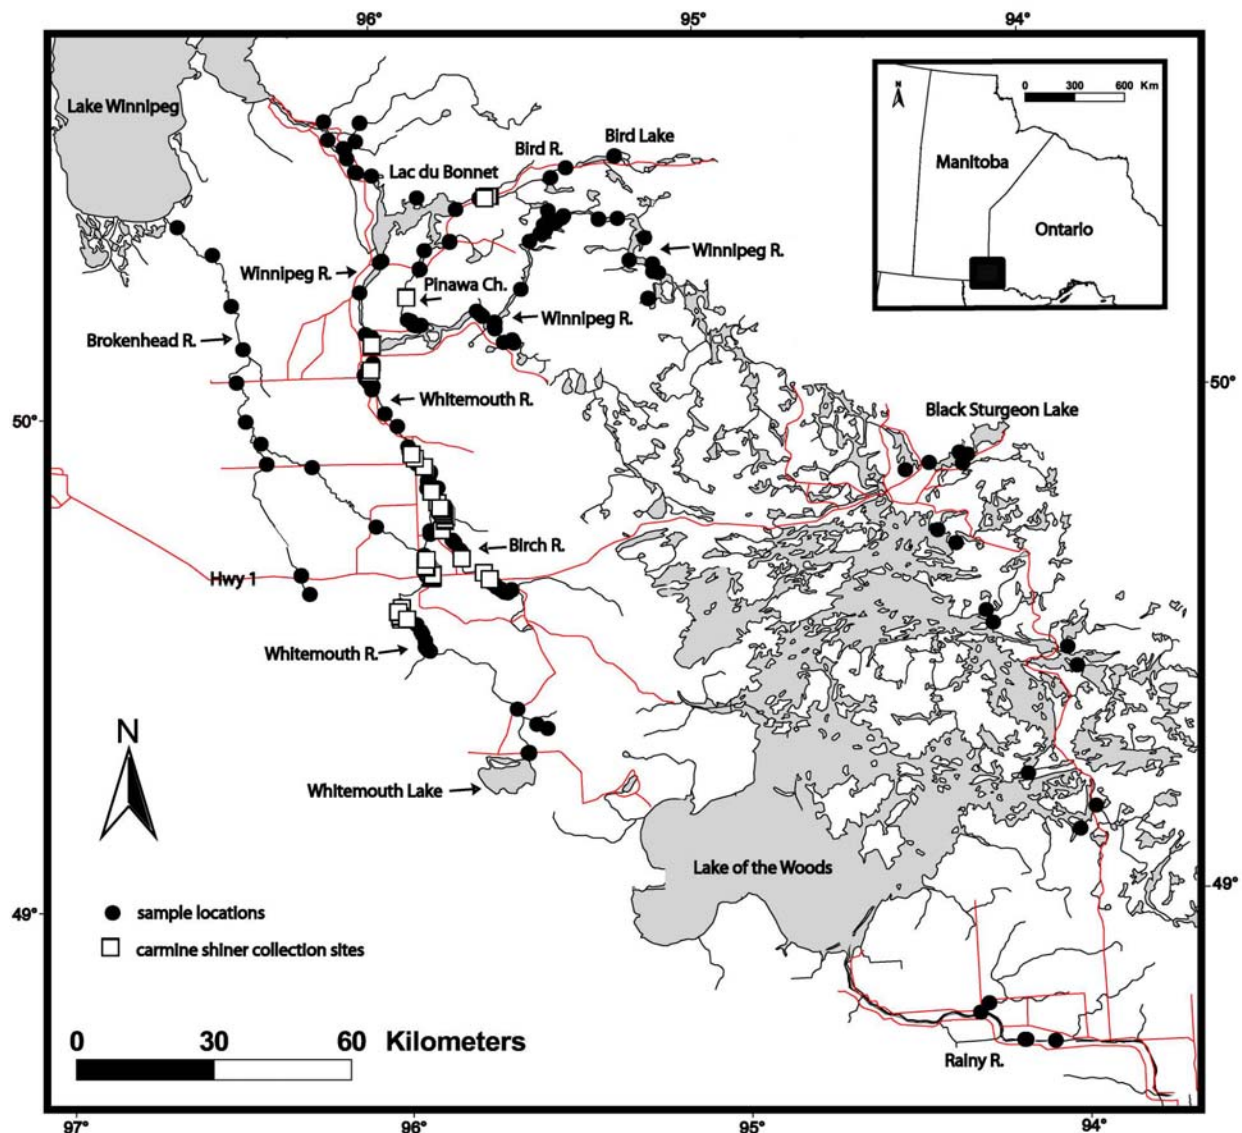 96° 95° 94°
Lake Winnipeg
N
0 300 600 Km
Manitoba
Ontario
Bird R.
Bird Lake
Lac du Bonnet
Winnipeg R.
Winnipeg R.
Pinawa Ch.
Winnipeg R.
Brokenhead R.
Whitemouth R.
50°
50°
Black Sturgeon Lake
Birch R.
Hwy 1
Whitemouth R.
N
Whitemouth Lake
Lake of the Woods
49°
49°
sample locations
carmine shiner collection sites
0 30 60 Kilometers
Rainy R.
97° 96° 95° 94°